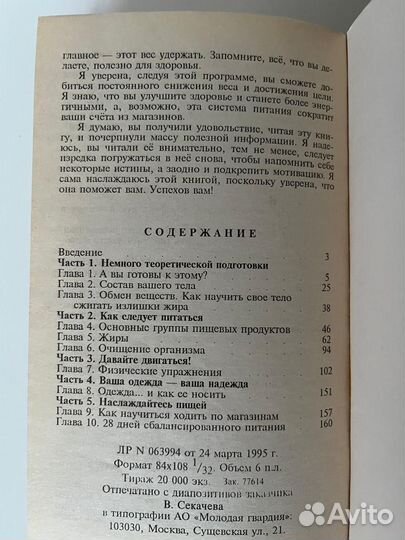 главное — этот вес удержать. Запомните, всё, что вы де-
лаете, полезно для здоровья.
Я уверена, следуя этой программе, вы сможете до-
биться постоянного снижения веса и достижения цели.
Я знаю, что вы улучшите здоровье и станете более энер-
гичными, а, возможно, эта система питания сократит
ваши счёта из магазинов.
Я думаю, вы получили удовольствие, читая эту кни-
гу, и почерпнули массу полезной информации. Я наде-
юсь, вы читали её внимательно, тем не менее, следует
изредка погружаться в неё снова, чтобы напомнить себе
некоторые истины, а заодно и подкрепить мотивацию. Я
сама наслаждаюсь этой книгой, поскольку уверена, что
она поможет вам. Успехов вам!
СОДЕРЖАНИЕ
Введение 3
Часть 1. Немного теоретической подготовки
Глава 1. А вы готовы к этому? 5
Глава 2. Состав вашего тела 25
Глава 3. Обмен веществ. Как научить свое тело
сжигать излишки жира 38
Часть 2. Как следует питаться
Глава 4. Основные группы пищевых продуктов 46
Глава 5. Жиры 62
Глава 6. Очищение организма 94
Часть 3. Давайте двигаться!
Глава 7. Физические упражнения 102
Часть 4. Ваша одежда — ваша надежда
Глава 8. Одежда... и как ее носить 151
Часть 5. Наслаждайтесь пищей
Глава 9. Как научиться ходить по магазинам 157
Глава 10. 28 дней сбалансированного питания 160
ЛР N 063994 от 24 марта 1995 г.
Формат 84х108 1/32. Объем 6 п.л.
Тираж 20 000 экз. Зак. 77614
Отпечатано с диапозитивов заказчика
В. Секачева
в типографии АО «Молодая гвардия»:
103030, Москва, Сущевская ул., 21.
Avito